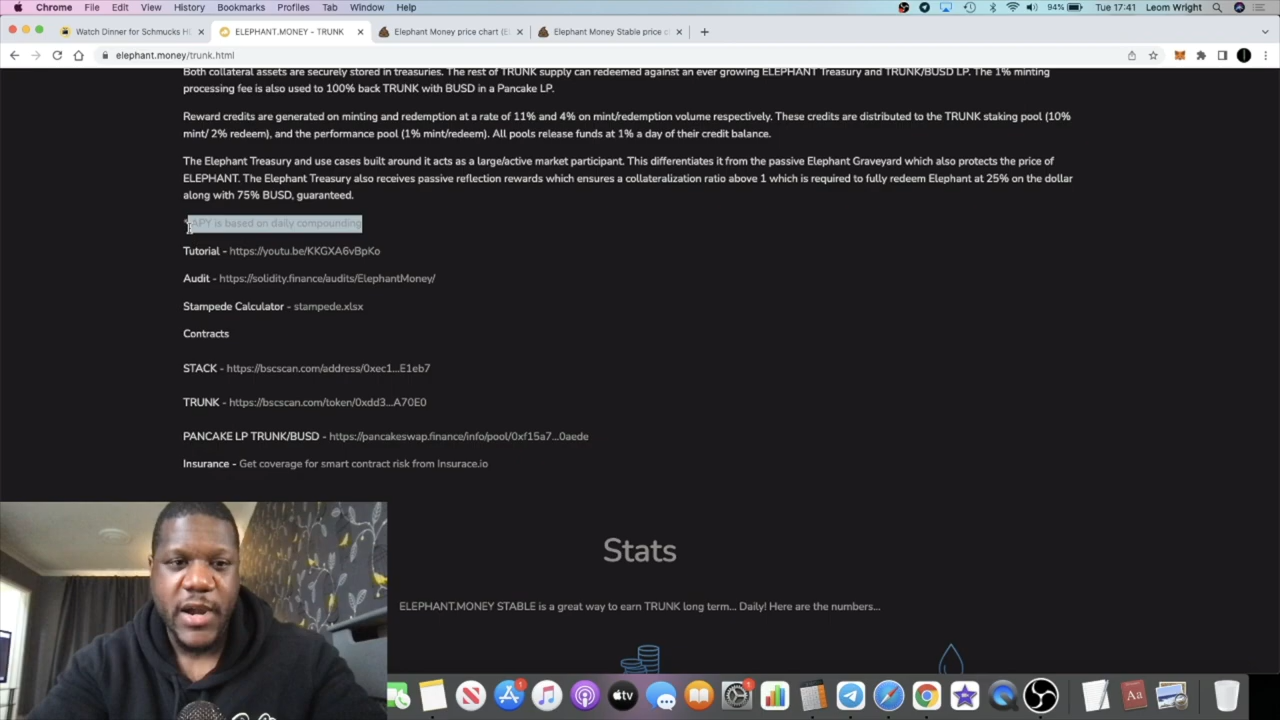 Chrome File Edit View History Bookmarks Profiles Tab Window Help 94% Tue 17:41 Leom Wright
Watch Dinner for Schmucks H ELEPHANT.MONEY - TRUNK Elephant Money price chart (E Elephant Money Stable price c
elephant.money/trunk.html
Both collateral assets are securely stored in treasuries. The rest of TRUNK supply can redeemed against an ever growing ELEPHANT Treasury and TRUNK/BUSD LP. The 1% minting
processing fee is also used to 100% back TRUNK with BUSD in a Pancake LP.
Reward credits are generated on minting and redemption at a rate of 11% and 4% on mint/redemption volume respectively. These credits are distributed to the TRUNK staking pool (10%
mint/ 2% redeem), and the performance pool (1% mint/redeem). All pools release funds at 1% a day of their credit balance.
The Elephant Treasury and use cases built around it acts as a large/active market participant. This differentiates it from the passive Elephant Graveyard which also protects the price of
ELEPHANT. The Elephant Treasury also receives passive reflection rewards which ensures a collateralization ratio above 1 which is required to fully redeem Elephant at 25% on the dollar
along with 75% BUSD, guaranteed.
*APY is based on daily compounding
Tutorial - https://youtu.be/KKGXA6vBpKo
Audit - https://solidity.finance/audits/ElephantMoney/
Stampede Calculator - stampede.xlsx
Contracts
STACK - https://bscscan.com/address/0xec1...E1eb7
TRUNK - https://bscscan.com/token/0xdd3...A70E0
PANCAKE LP TRUNK/BUSD - https://pancakeswap.finance/info/pool/0xf15a7...0aede
Insurance - Get coverage for smart contract risk from Insurace.io
Stats
ELEPHANT.MONEY STABLE is a great way to earn TRUNK long term... Daily! Here are the numbers...
tv
1
Aa